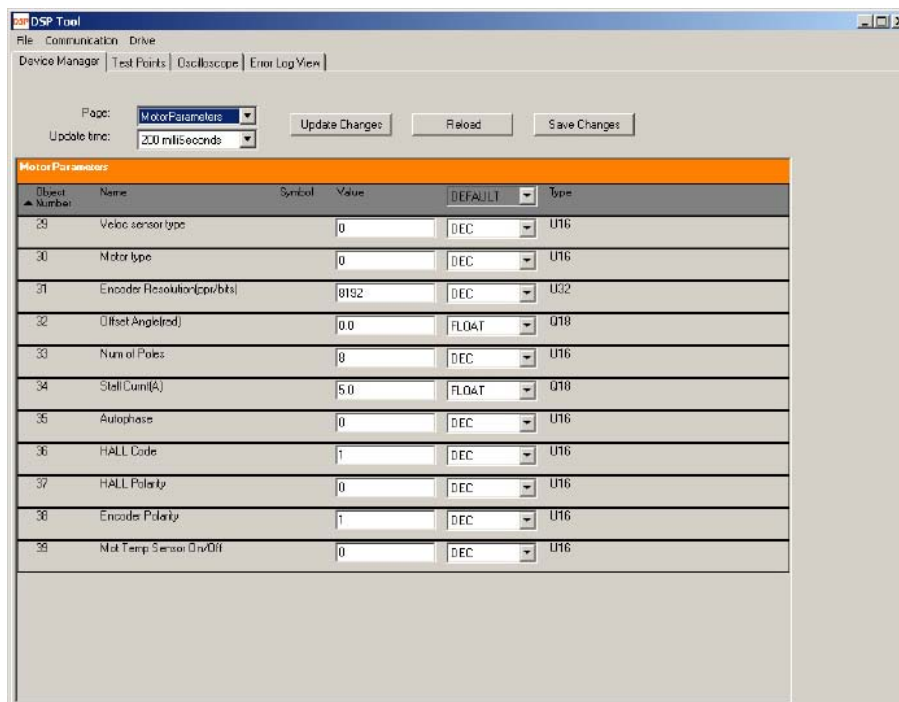 DSP DSP Tool
File Communication Drive
Device Manager Test Points Oscilloscope Error Log View
Page: MotorParameters Update Changes Reload Save Changes
Update time: 200 milliSeconds
MotorParameters
Object Number Name Symbol Value DEFAULT Type
29 Veloc sensor type 0 DEC U16
30 Motor type 0 DEC U16
31 Encoder Resolution(ppr/bits) 8192 DEC U32
32 Offset Angle(rad) 0.0 FLOAT Q18
33 Num of Poles 8 DEC U16
34 Stall Curnt(A) 5.0 FLOAT Q18
35 Autophase 0 DEC U16
36 HALL Code 1 DEC U16
37 HALL Polarity 0 DEC U16
38 Encoder Polarity 1 DEC U16
39 Mot Temp Sensor On/Off 0 DEC U16